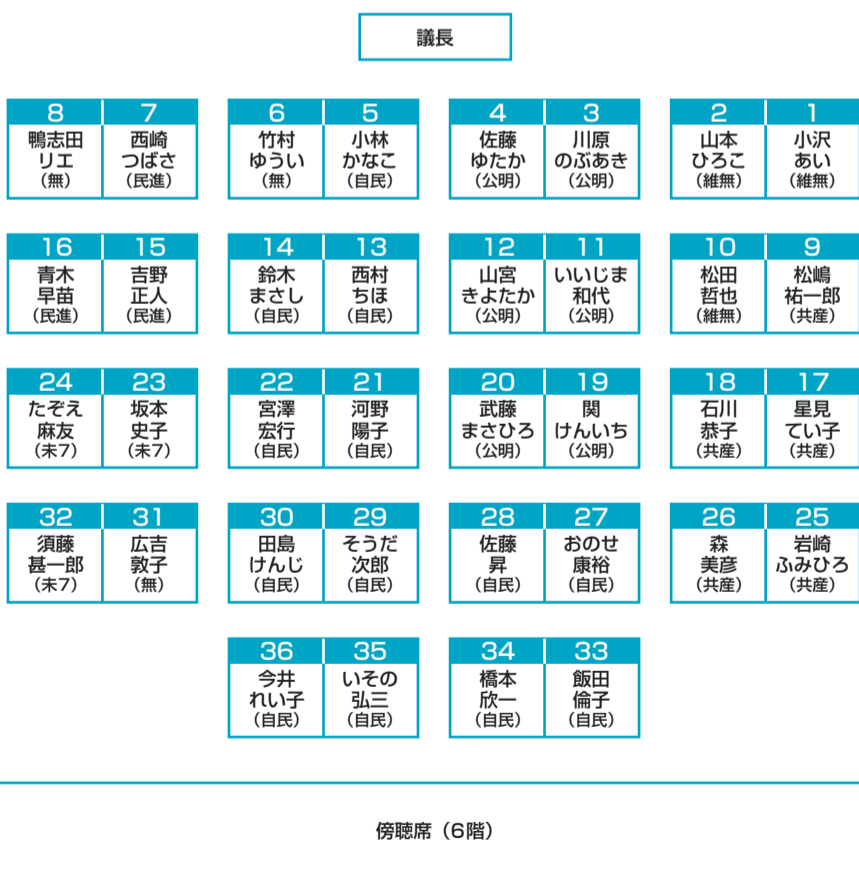 議長
8 7 6 5 4 3 2 1
鴨志田 西崎 竹村 小林 佐藤 川原 山本 小沢
リエ つばさ ゆうい かなこ ゆたか のぶあき ひろこ あい
（無） （民進） （無） （自民） （公明） （公明） （維無） （維無）
16 15 14 13 12 11 10 9
青木 吉野 鈴木 西村 山宮 いいじま 松田 松嶋
早苗 正人 まさし ちほ きよたか 和代 哲也 祐一郎
（民進） （民進） （自民） （自民） （公明） （公明） （維無） （共産）
24 23 22 21 20 19 18 17
たぞえ 坂本 宮澤 河野 武藤 関 石川 星見
麻友 史子 宏行 陽子 まさひろ けんいち 恭子 てい子
（未7） （未7） （自民） （自民） （公明） （公明） （共産） （共産）
32 31 30 29 28 27 26 25
須藤 広吉 田島 そうだ 佐藤 おのせ 森 岩崎
甚一郎 敦子 けんじ 次郎 昇 康裕 美彦 ふみひろ
（未7） （無） （自民） （自民） （自民） （自民） （共産） （共産）
36 35 34 33
今井 いその 橋本 飯田
れい子 弘三 欣一 倫子
（自民） （自民） （自民） （自民）
傍聴席（6階）